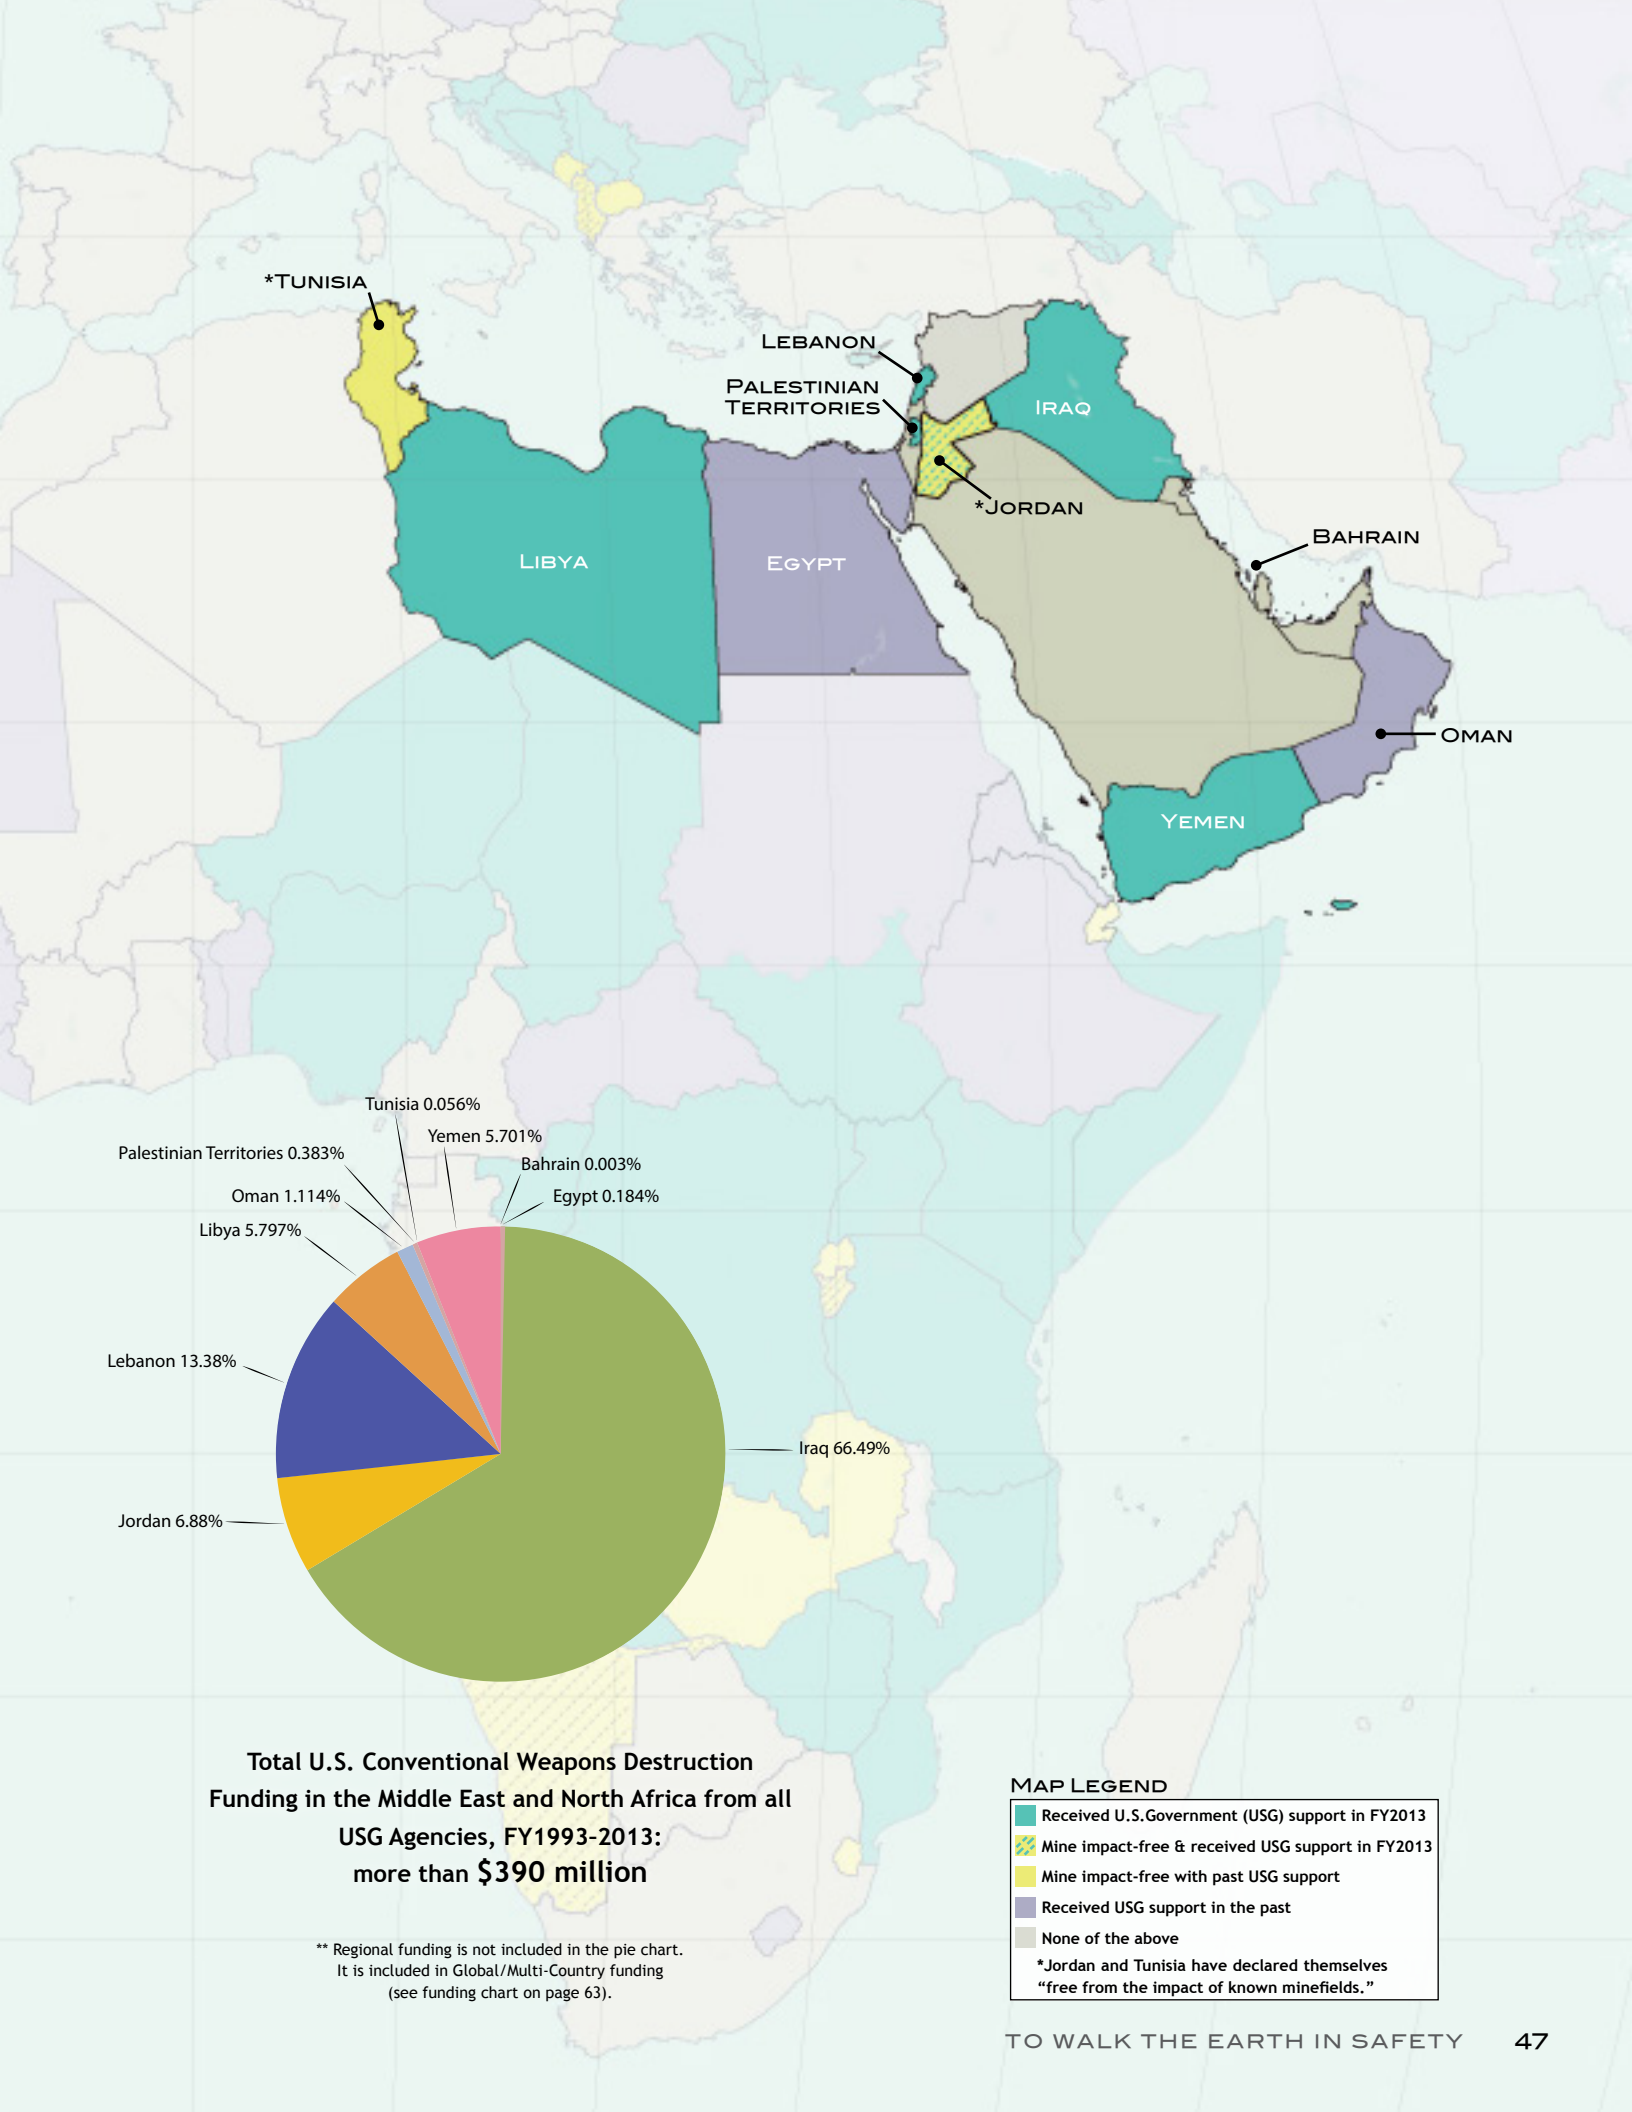 *Tunisia
Lebanon
Palestinian
Territories
Iraq
*Jordan
Bahrain
Libya
Egypt
Oman
Yemen
Tunisia 0.056%
Yemen 5.701%
Palestinian Territories 0.383%
Bahrain 0.003%
Oman 1.114%
Egypt 0.184%
Libya 5.797%
Lebanon 13.38%
Iraq 66.49%
Jordan 6.88%
Total U.S. Conventional Weapons Destruction
Funding in the Middle East and North Africa from all
USG Agencies, FY1993–2013:
more than $390 million
** Regional funding is not included in the pie chart.
It is included in Global/Multi-Country funding
(see funding chart on page 63).
Map Legend
Received U.S.Government (USG) support in FY2013
Mine impact-free & received USG support in FY2013
Mine impact-free with past USG support
Received USG support in the past
None of the above
*Jordan and Tunisia have declared themselves
“free from the impact of known minefields.”
TO WALK THE EARTH IN SAFETY 47